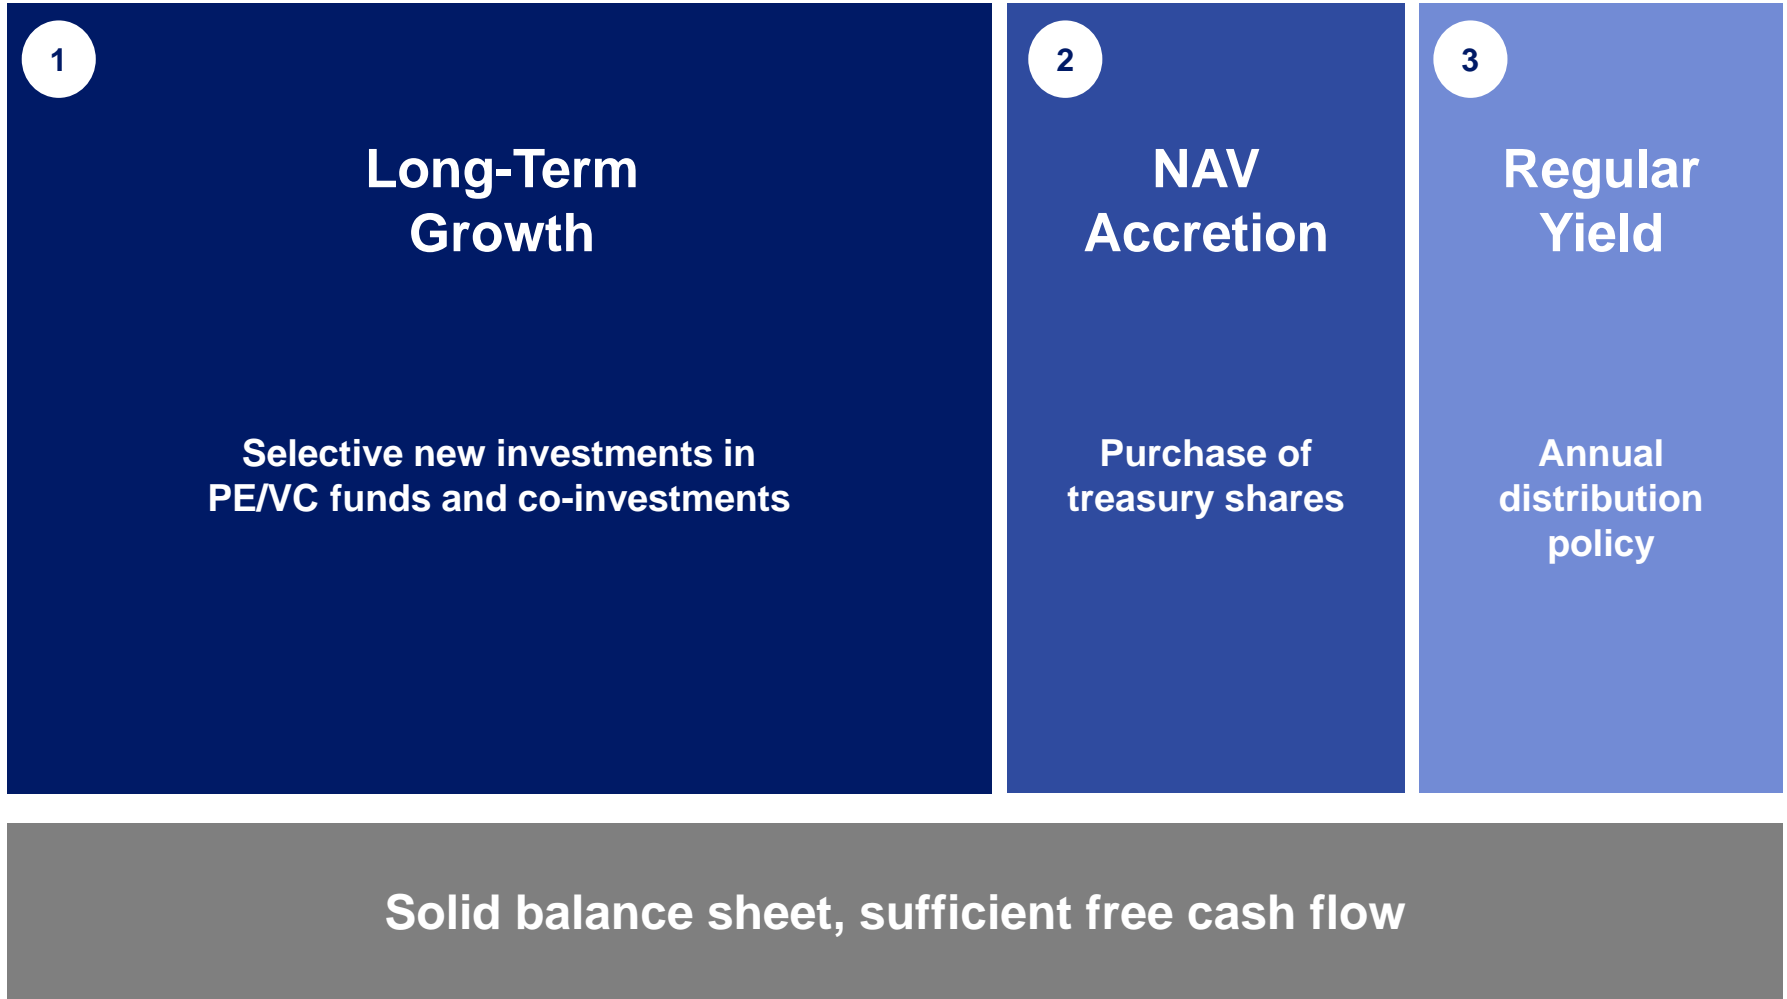 1
Long-Term
Growth
Selective new investments in
PE/VC funds and co-investments
2
NAV
Accretion
Purchase of
treasury shares
3
Regular
Yield
Annual
distribution
policy
Solid balance sheet, sufficient free cash flow